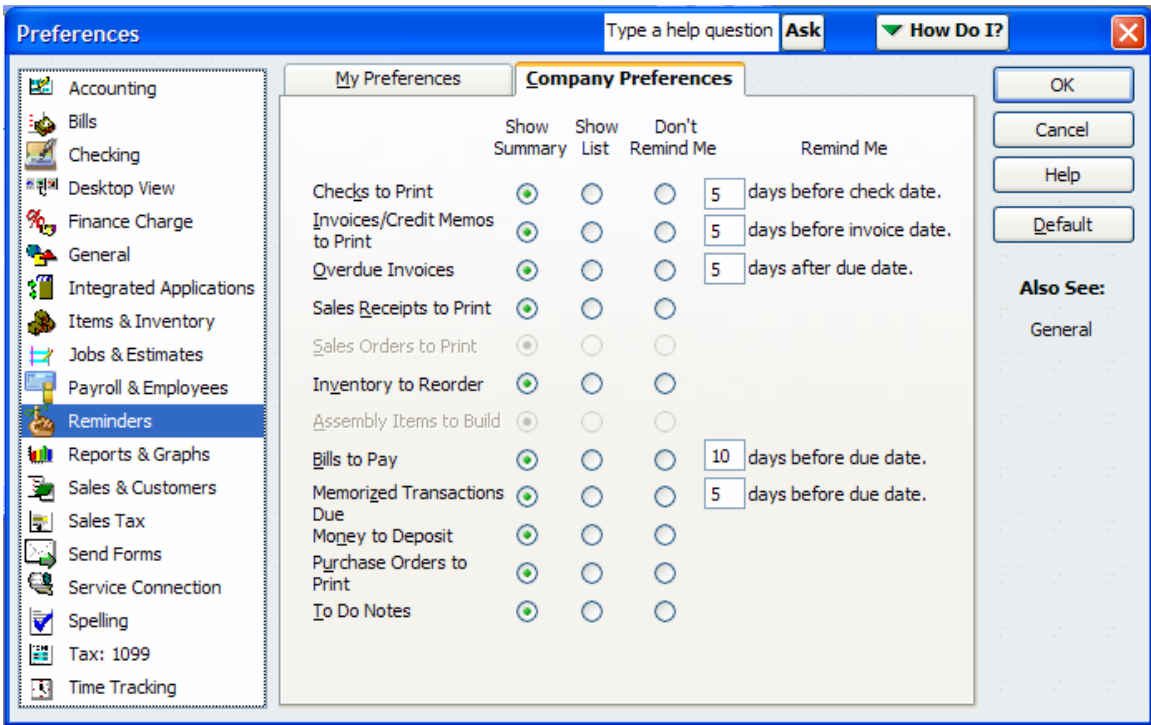 Preferences
Type a help question Ask
How Do I?
Accounting
Bills
Checking
Desktop View
Finance Charge
General
Integrated Applications
Items & Inventory
Jobs & Estimates
Payroll & Employees
Reminders
Reports & Graphs
Sales & Customers
Sales Tax
Send Forms
Service Connection
Spelling
Tax: 1099
Time Tracking
My Preferences
Company Preferences
Show Summary
Show List
Don't Remind Me
Remind Me
Checks to Print 5 days before check date.
Invoices/Credit Memos
to Print 5 days before invoice date.
Overdue Invoices 5 days after due date.
Sales Receipts to Print
Sales Orders to Print
Inventory to Reorder
Assembly Items to Build
Bills to Pay 10 days before due date.
Memorized Transactions
Due 5 days before due date.
Money to Deposit
Purchase Orders to
Print
To Do Notes
OK
Cancel
Help
Default
Also See:
General